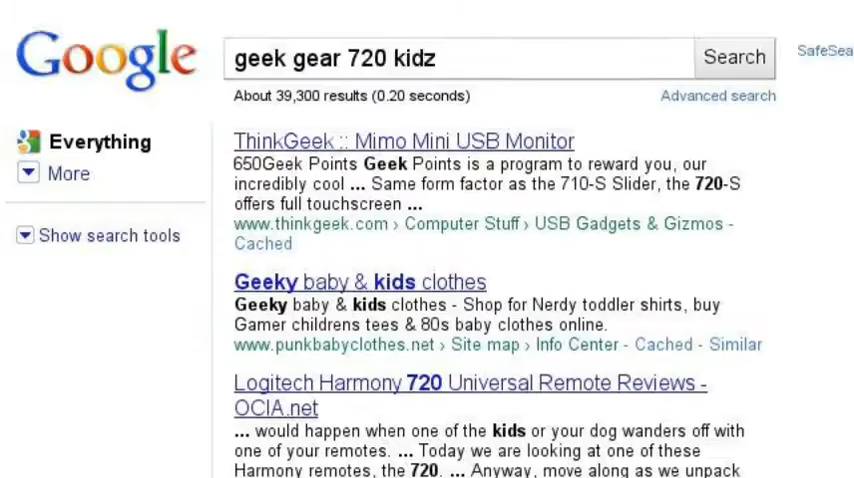 Google
geek gear 720 kidz
Search
SafeSea
About 39,300 results (0.20 seconds)
Advanced search
Everything
More
Show search tools
ThinkGeek :: Mimo Mini USB Monitor
650Geek Points Geek Points is a program to reward you, our
incredibly cool ... Same form factor as the 710-S Slider, the 720-S
offers full touchscreen ...
www.thinkgeek.com › Computer Stuff › USB Gadgets & Gizmos -
Cached
Geeky baby & kids clothes
Geeky baby & kids clothes - Shop for Nerdy toddler shirts, buy
Gamer childrens tees & 80s baby clothes online.
www.punkbabyclothes.net › Site map › Info Center - Cached - Similar
Logitech Harmony 720 Universal Remote Reviews -
OCIA.net
... would happen when one of the kids or your dog wanders off with
one of your remotes. ... Today we are looking at one of these
Harmony remotes, the 720. ... Anyway, move along as we unpack